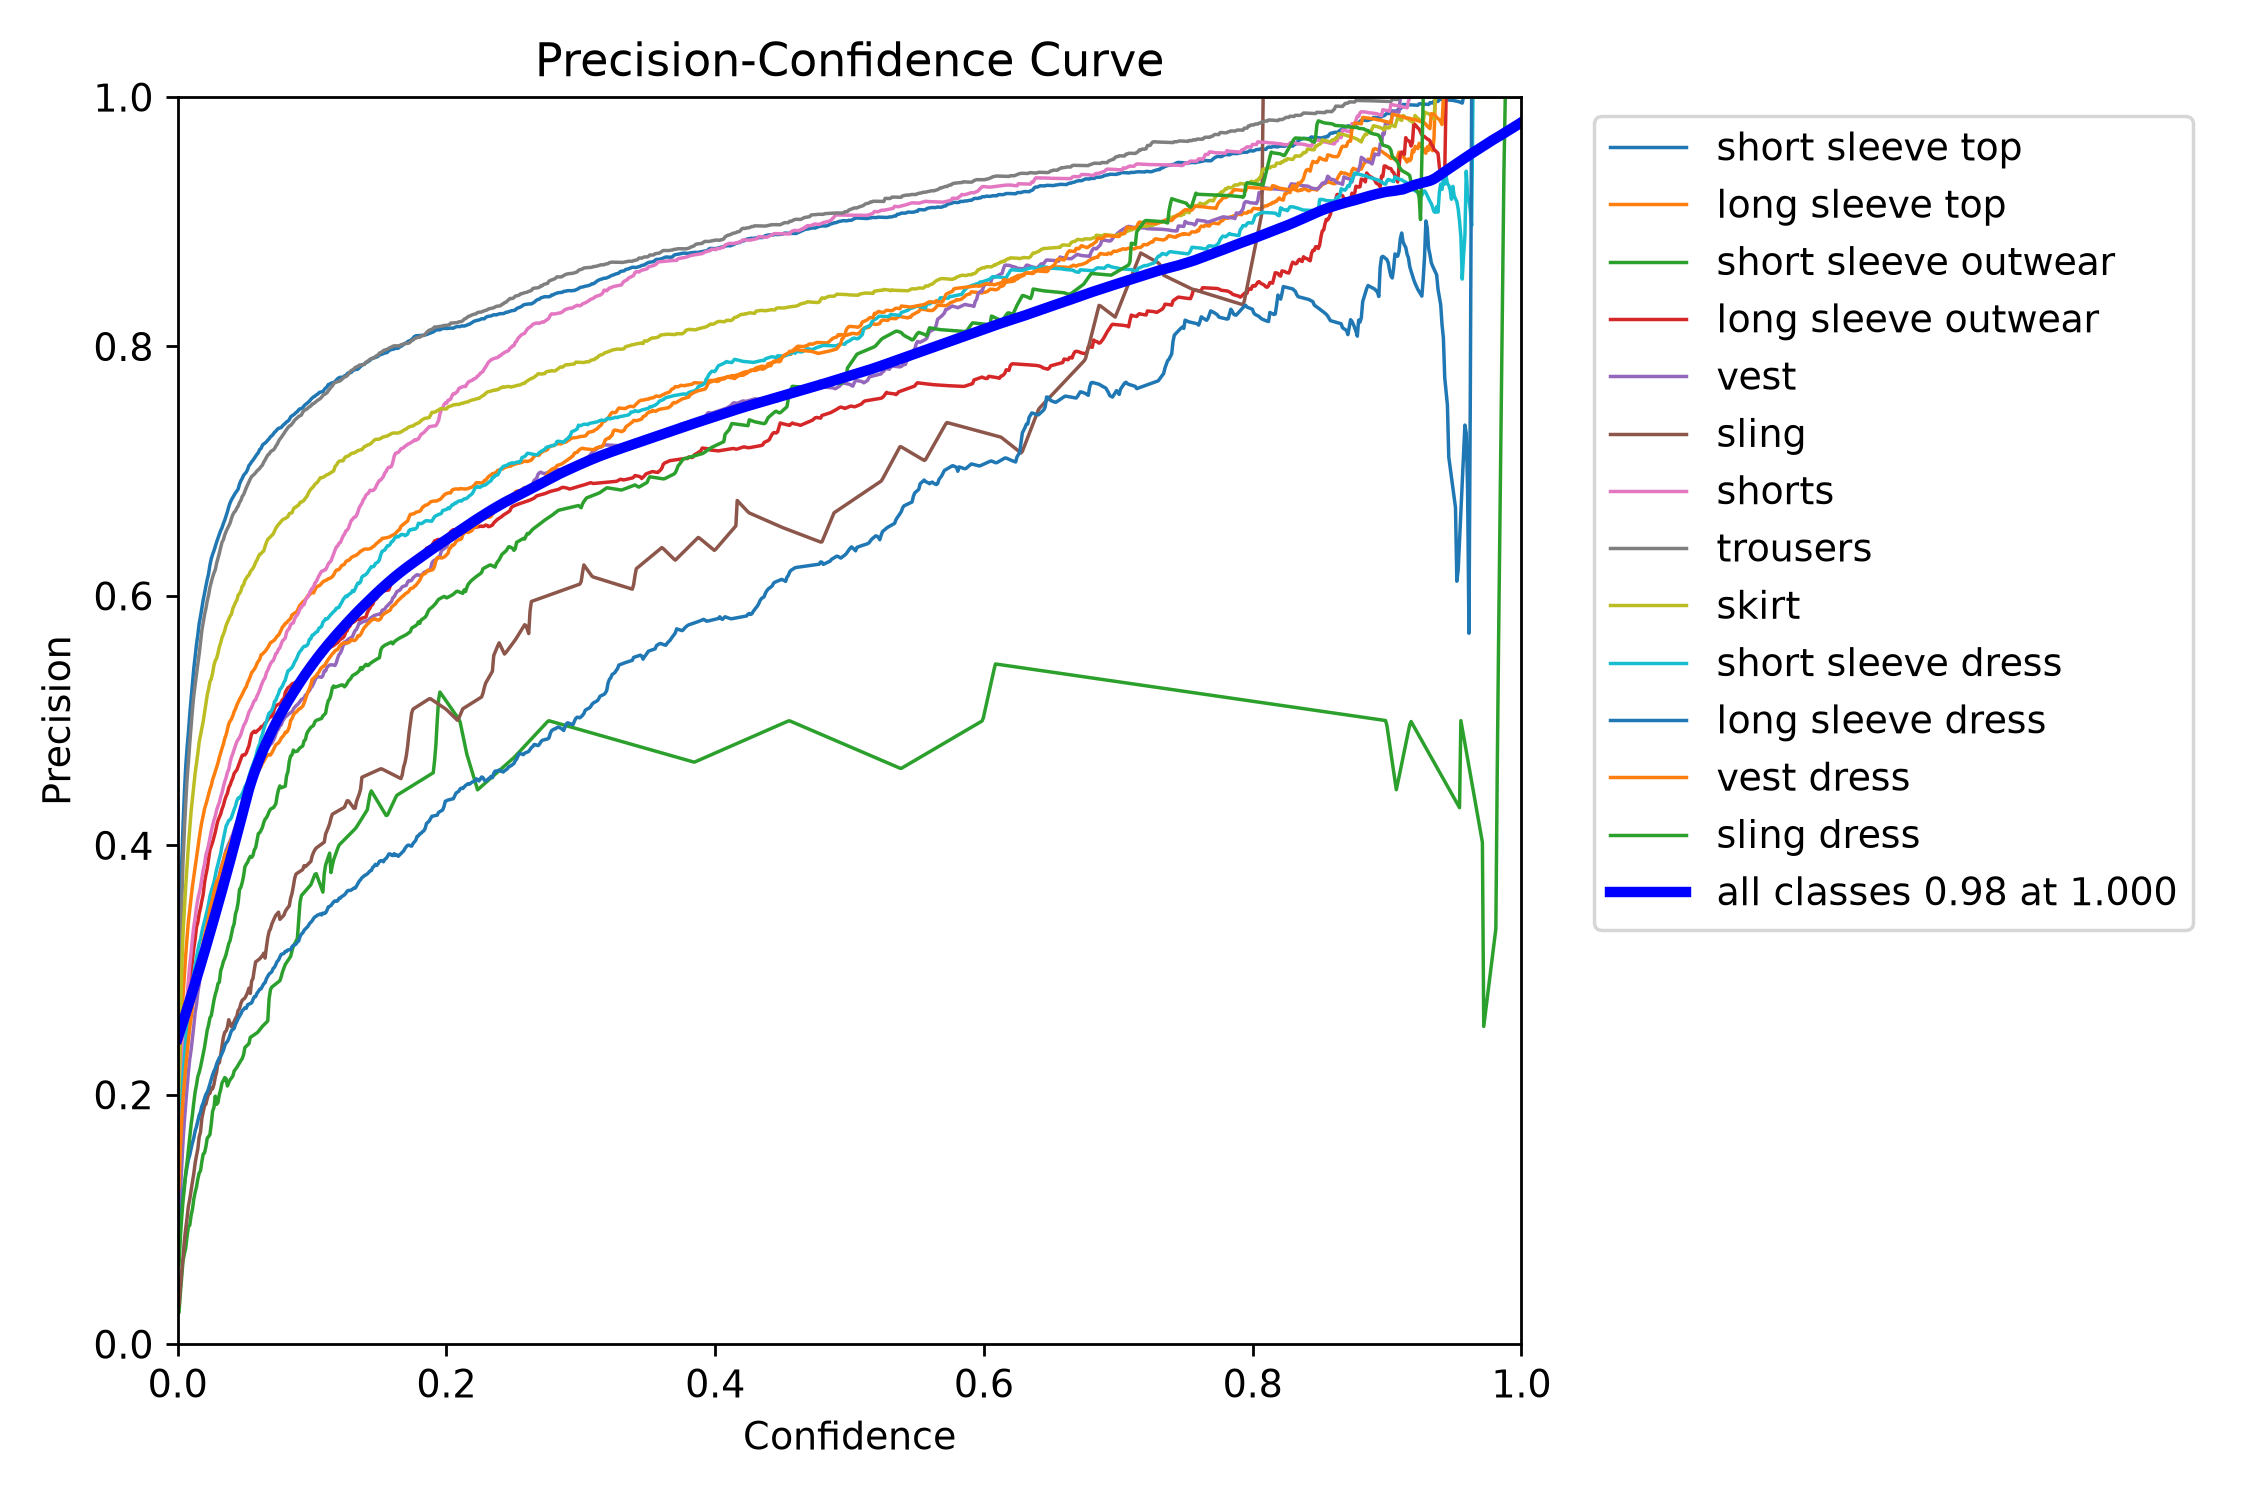 Precision-Confidence Curve
1.0
0.8
0.6
0.4
0.2
0.0
Precision
0.0 0.2 0.4 0.6 0.8 1.0
Confidence
short sleeve top
long sleeve top
short sleeve outwear
long sleeve outwear
vest
sling
shorts
trousers
skirt
short sleeve dress
long sleeve dress
vest dress
sling dress
all classes 0.98 at 1.000